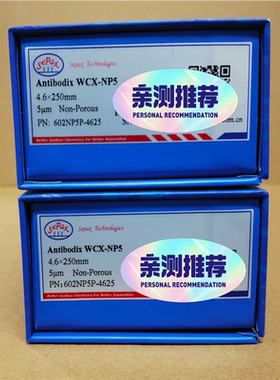 SePax
Sepax Technologies
Antibodix WCX-NP5
4.6×250mm
5μm Non-Porous
PN: 602NP5P-4625
Better Surface Chemistry For Better Separation
亲测推荐
PERSONAL RECOMMENDATION
SePax
Sepax Technologies
Antibodix WCX-NP5
4.6×250mm
5μm Non-Porous
PN: 602NP5P-4625
Better Surface Chemistry For Better Separation
亲测推荐
PERSONAL RECOMMENDATION